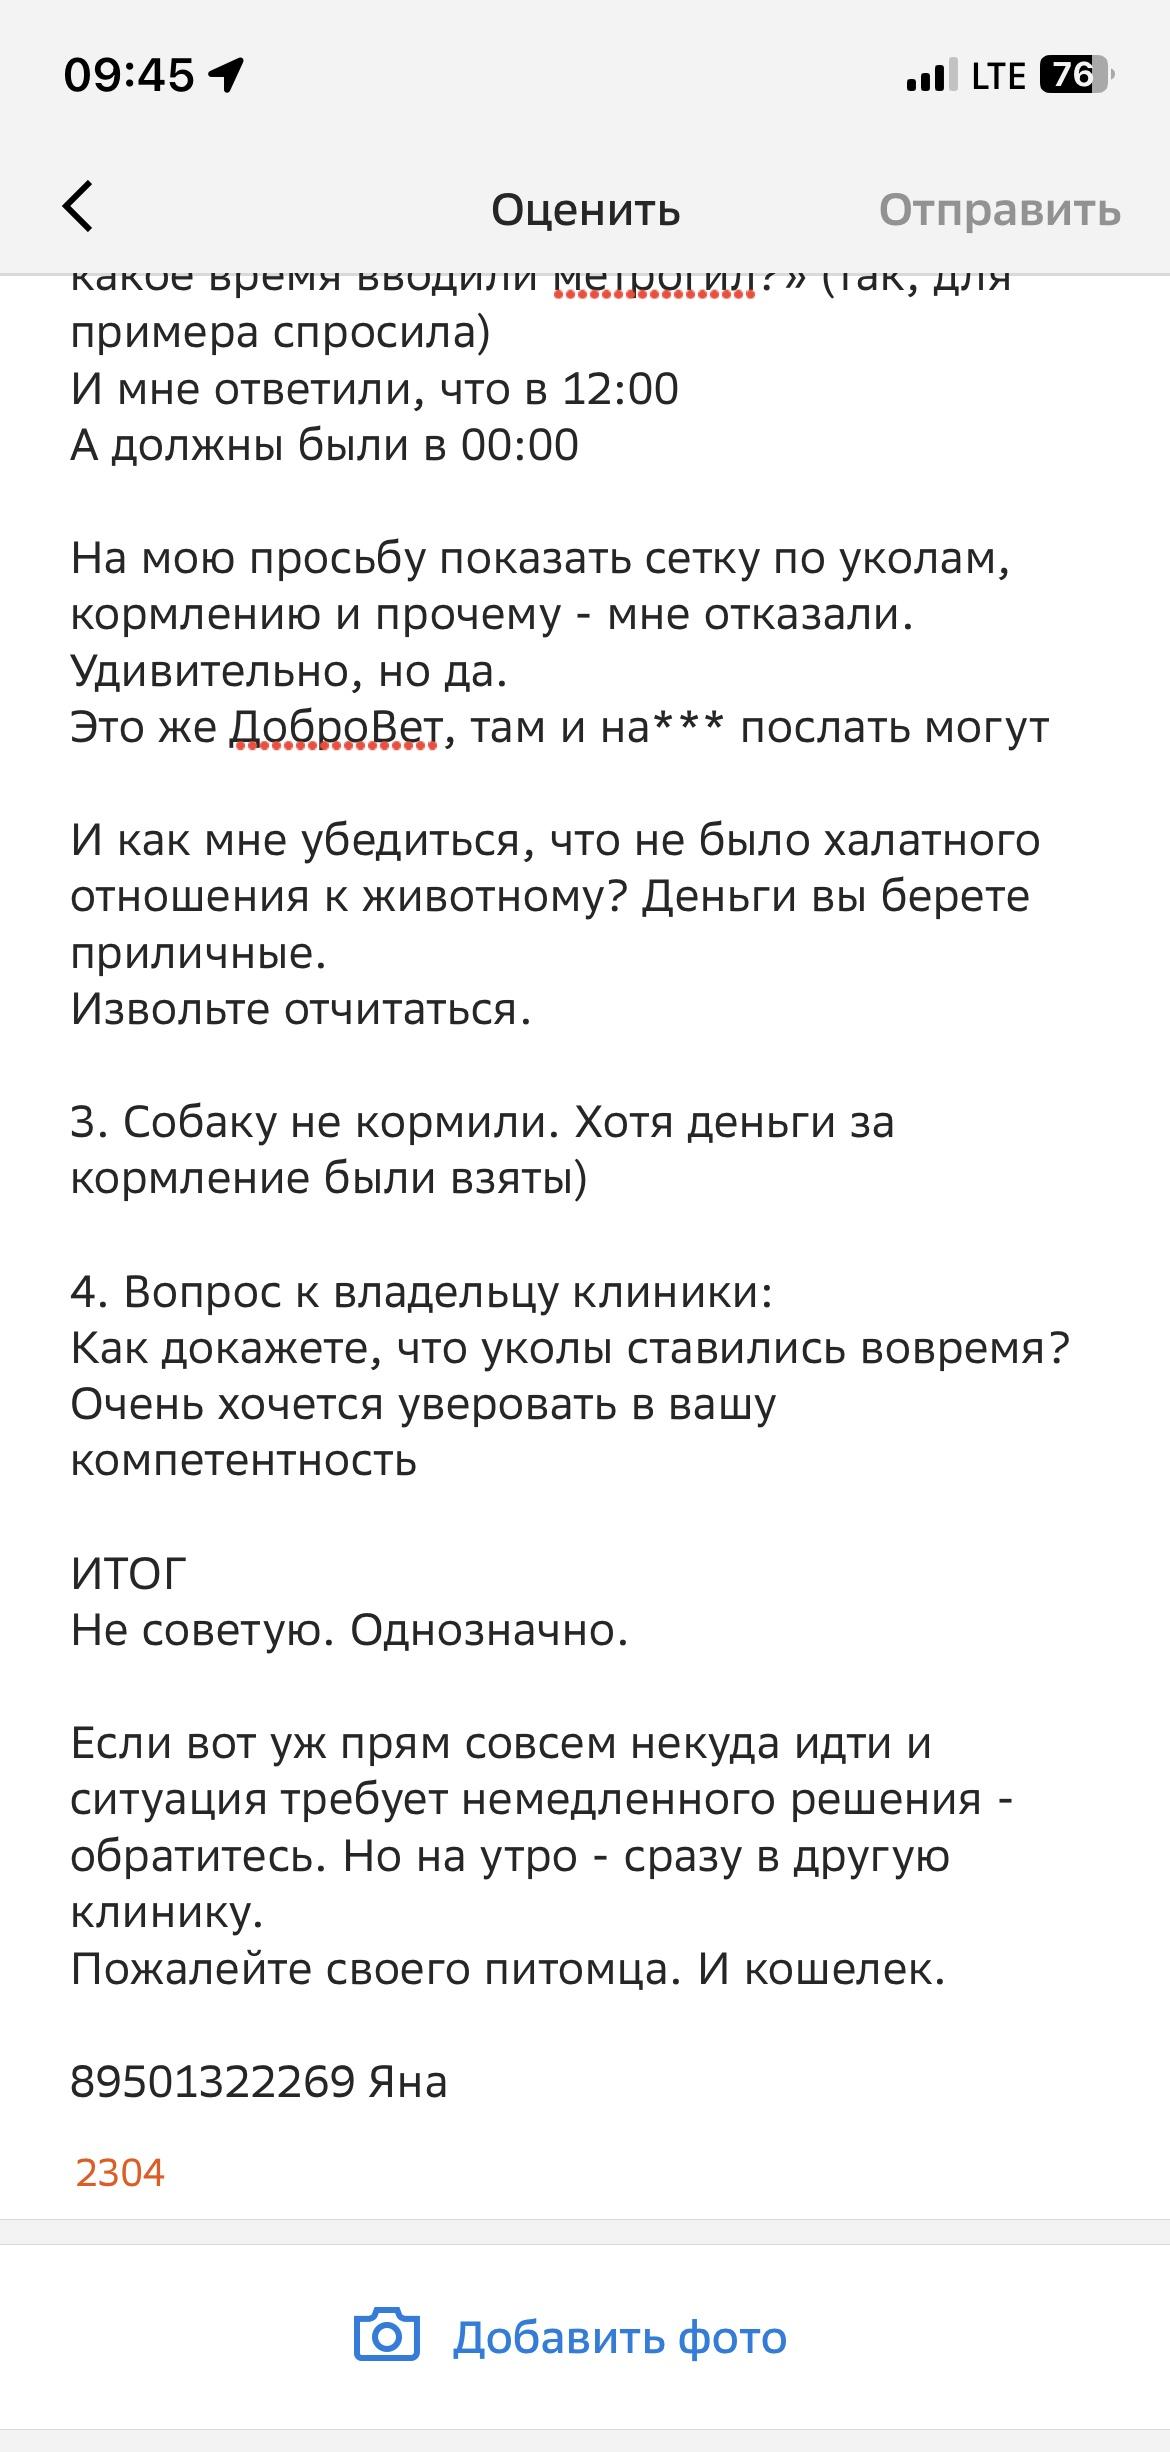 09:45
LTE 76
Оценить
Отправить
какое время вводили метрогил?» (так, для
примера спросила)
И мне ответили, что в 12:00
А должны были в 00:00
На мою просьбу показать сетку по уколам,
кормлению и прочему - мне отказали.
Удивительно, но да.
Это же ДоброВет, там и на*** послать могут
И как мне убедиться, что не было халатного
отношения к животному? Деньги вы берете
приличные.
Извольте отчитаться.
3. Собаку не кормили. Хотя деньги за
кормление были взяты)
4. Вопрос к владельцу клиники:
Как докажете, что уколы ставились вовремя?
Очень хочется уверовать в вашу
компетентность
ИТОГ
Не советую. Однозначно.
Если вот уж прям совсем некуда идти и
ситуация требует немедленного решения -
обратитесь. Но на утро - сразу в другую
клинику.
Пожалейте своего питомца. И кошелек.
89501322269 Яна
2304
Добавить фото